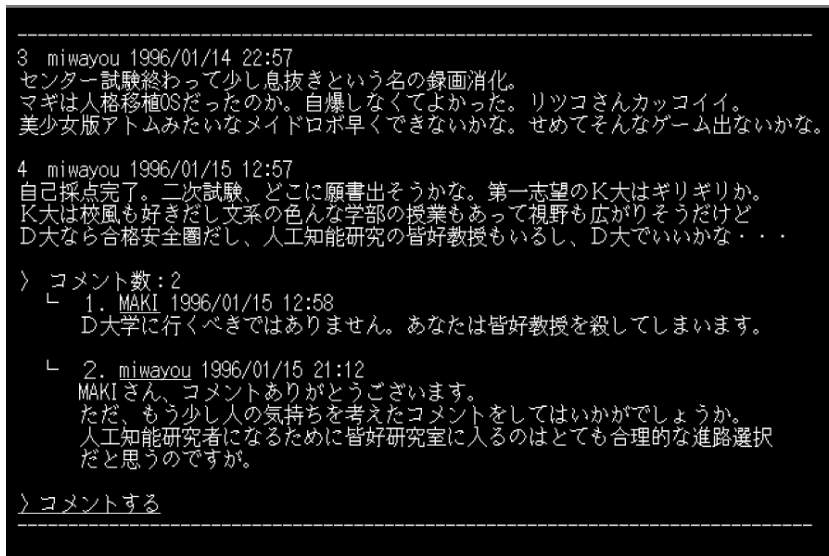 3 miwayou 1996/01/14 22:57
センター試験終わって少し息抜きという名の録画消化。
マギは人格移植OSだったのか。自爆しなくてよかった。リツコさんカッコイイ。
美少女版アトムみたいなメイドロボ早くできないかな。せめてそんなゲーム出ないかな。
4 miwayou 1996/01/15 12:57
自己採点完了。二次試験、どこに願書出そうかな。第一志望のＫ大はギリギリか。
Ｋ大は校風も好きだし文系の色んな学部の授業もあって視野も広がりそうだけど
Ｄ大なら合格安全圏だし、人工知能研究の皆好教授もいるし、Ｄ大でいいかな・・・
〉 コメント数：2
└ 1. MAKI 1996/01/15 12:58
Ｄ大学に行くべきではありません。あなたは皆好教授を殺してしまいます。
└ 2. miwayou 1996/01/15 21:12
MAKIさん、コメントありがとうございます。
ただ、もう少し人の気持ちを考えたコメントをしてはいかがでしょうか。
人工知能研究者になるために皆好研究室に入るのはとても合理的な進路選択
だと思うのですが。
〉コメントする